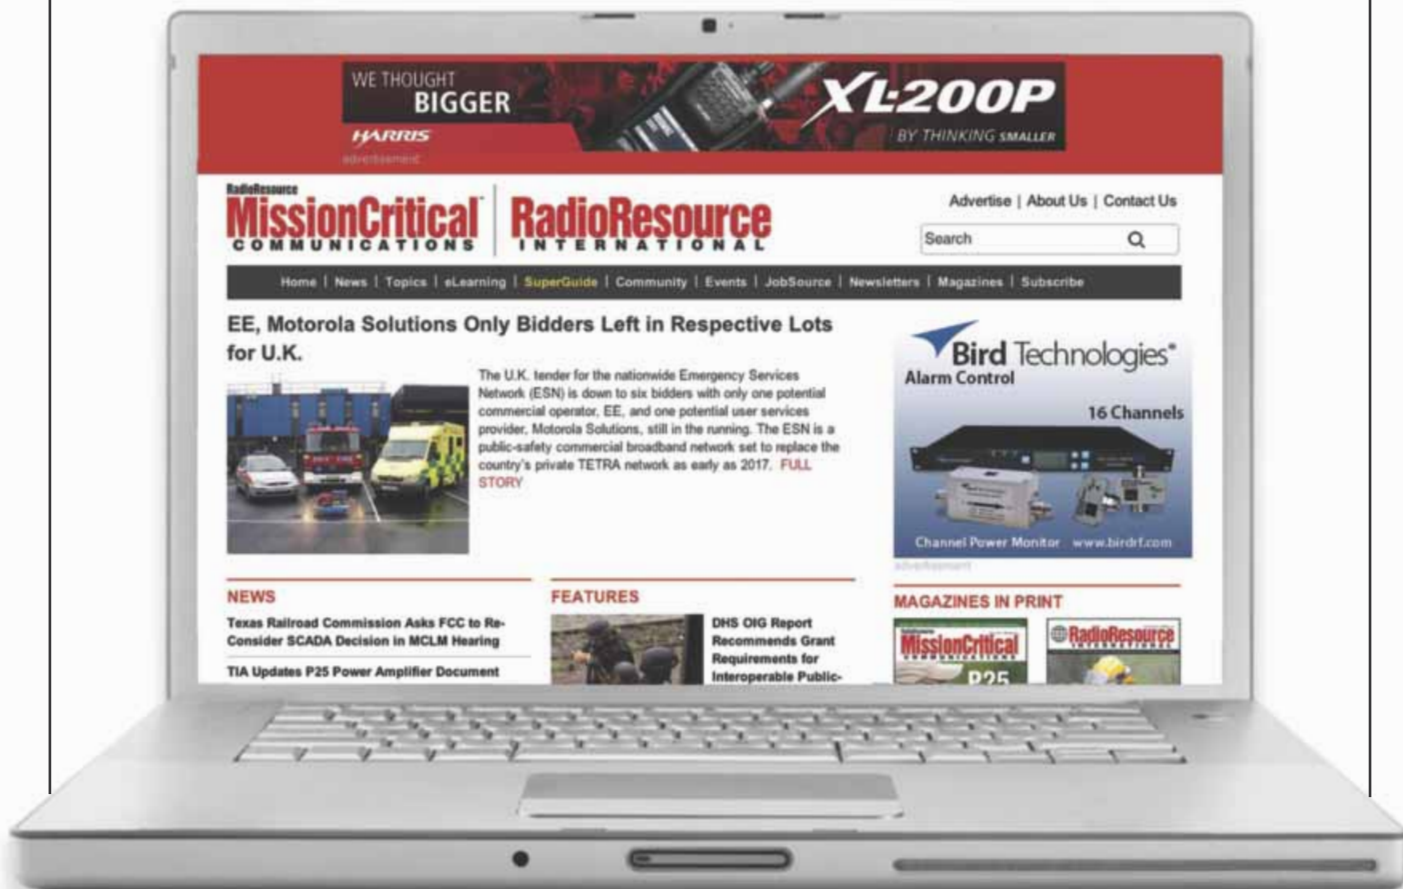 WE THOUGHT
BIGGER
HARRIS
XL-200P
BY THINKING SMALLER
advertisement
RadioResource
MissionCritical
COMMUNICATIONS
RadioResource
INTERNATIONAL
Advertise | About Us | Contact Us
Search
Home | News | Topics | eLearning | SuperGuide | Community | Events | JobSource | Newsletters | Magazines | Subscribe
EE, Motorola Solutions Only Bidders Left in Respective Lots
for U.K.
The U.K. tender for the nationwide Emergency Services
Network (ESN) is down to six bidders with only one potential
commercial operator, EE, and one potential user services
provider, Motorola Solutions, still in the running. The ESN is a
public-safety commercial broadband network set to replace the
country's private TETRA network as early as 2017. FULL
STORY
Bird Technologies®
Alarm Control
16 Channels
Channel Power Monitor www.birdrf.com
advertisement
NEWS
Texas Railroad Commission Asks FCC to Re-
Consider SCADA Decision in MCLM Hearing
TIA Updates P25 Power Amplifier Document
FEATURES
DHS OIG Report
Recommends Grant
Requirements for
Interoperable Public-
MAGAZINES IN PRINT
MissionCritical
COMMUNICATIONS
P25
RadioResource
INTERNATIONAL